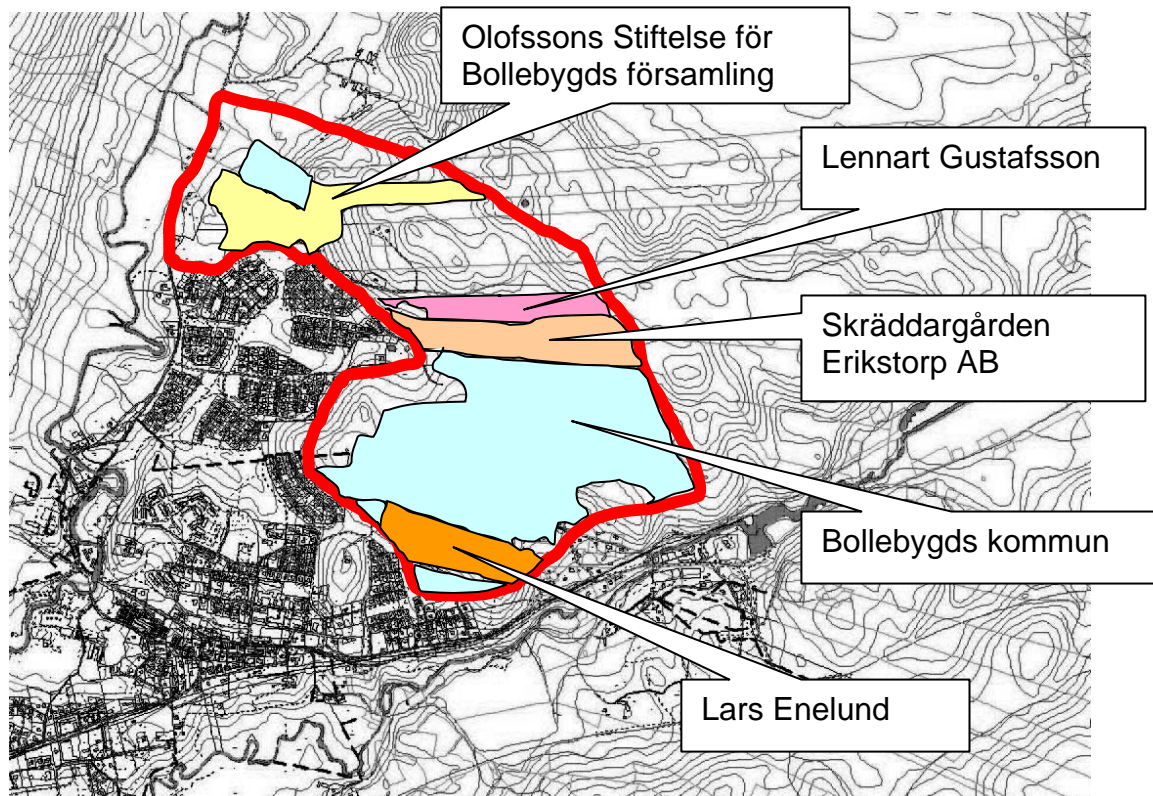 Olofssons Stiftelse för
Bollebygds församling
Lennart Gustafsson
Skräddargården
Erikstorp AB
Bollebygds kommun
Lars Enelund